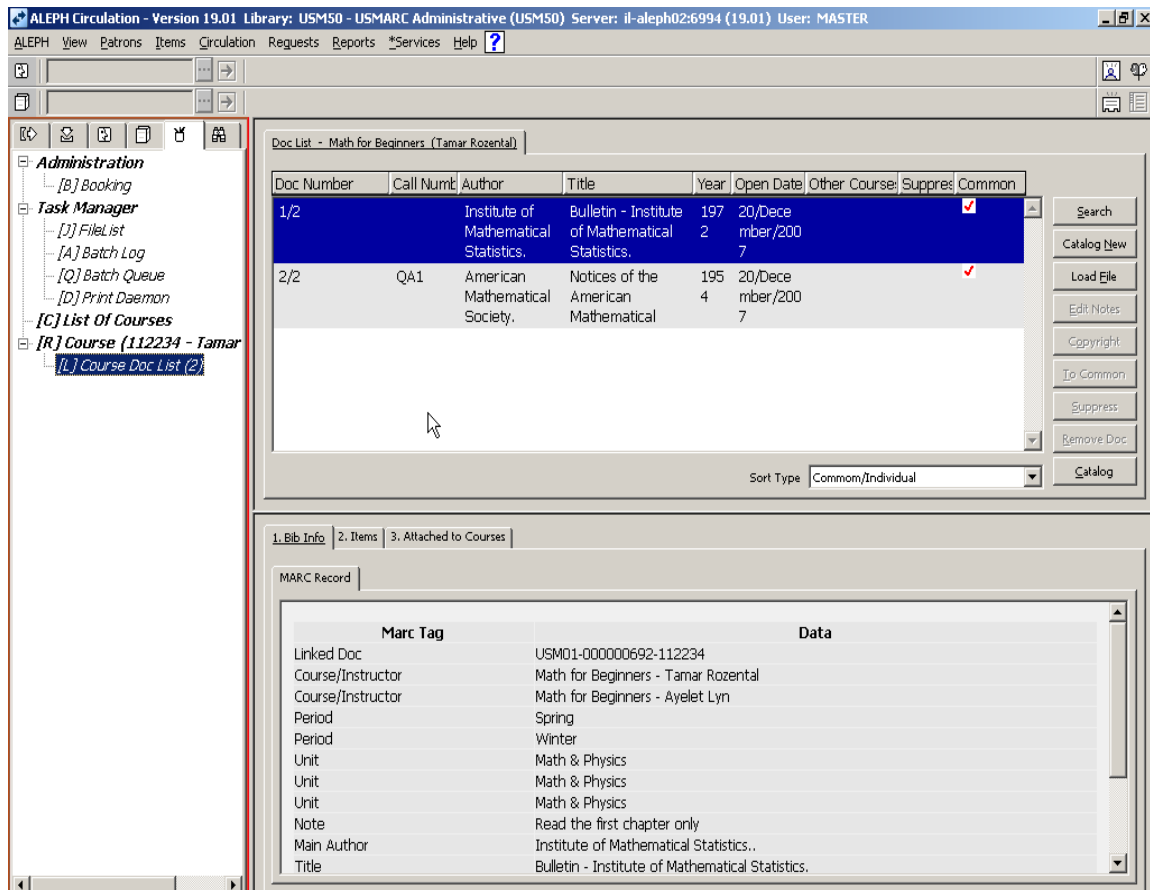 ALEPH Circulation - Version 19.01 Library: USM50 - USMARC Administrative (USM50) Server: il-aleph02:6994 (19.01) User: MASTER
ALEPH View Patrons Items Circulation Requests Reports *Services Help ?
Administration
[B] Booking
Task Manager
[J] FileList
[A] Batch Log
[Q] Batch Queue
[D] Print Daemon
[C] List Of Courses
[R] Course (112234 - Tamar
[L] Course Doc List (2)
Doc List - Math for Beginners (Tamar Rozental)
Doc Number Call Numb Author Title Year Open Date Other Course: Suppres Common
1/2 Institute of Bulletin - Institute 197 20/Dece
Mathematical of Mathematical 2 mber/200
Statistics. Statistics. 7
2/2 QA1 American Notices of the 195 20/Dece
Mathematical American 4 mber/200
Society. Mathematical 7
Search
Catalog New
Load File
Edit Notes
Copyright
To Common
Suppress
Remove Doc
Catalog
Sort Type Commom/Individual
1. Bib Info 2. Items 3. Attached to Courses
MARC Record
Marc Tag Data
Linked Doc USM01-000000692-112234
Course/Instructor Math for Beginners - Tamar Rozental
Course/Instructor Math for Beginners - Ayelet Lyn
Period Spring
Period Winter
Unit Math & Physics
Unit Math & Physics
Unit Math & Physics
Note Read the first chapter only
Main Author Institute of Mathematical Statistics..
Title Bulletin - Institute of Mathematical Statistics.